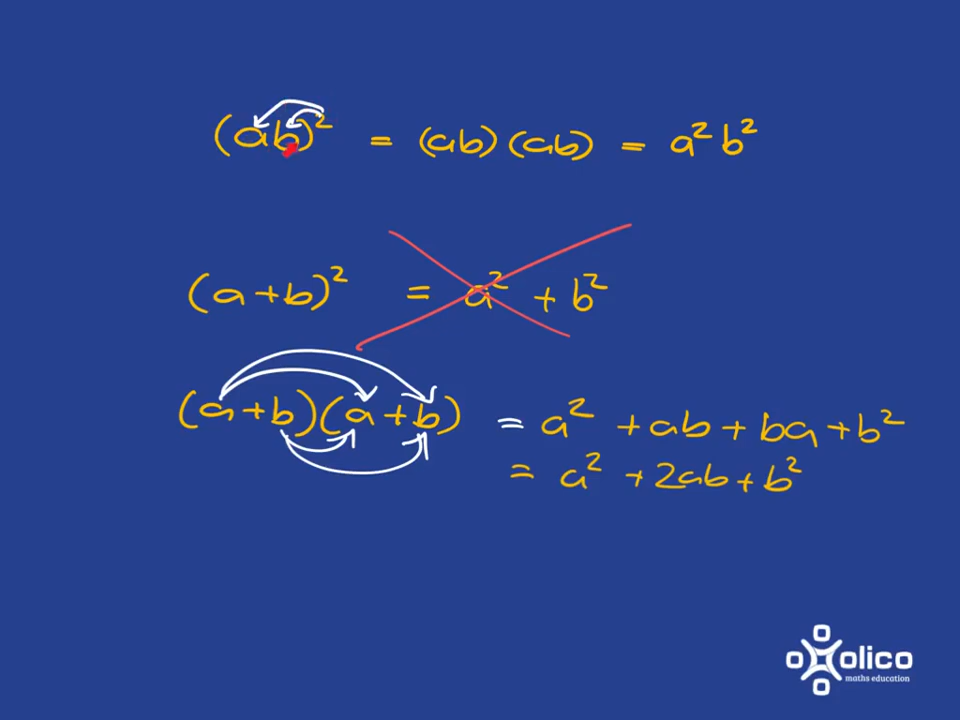 (ab)² = (ab)(ab) = a²b²
(a+b)² = a² + b²
(a+b)(a+b) = a² + ab + ba + b²
= a² + 2ab + b²
olico
maths education